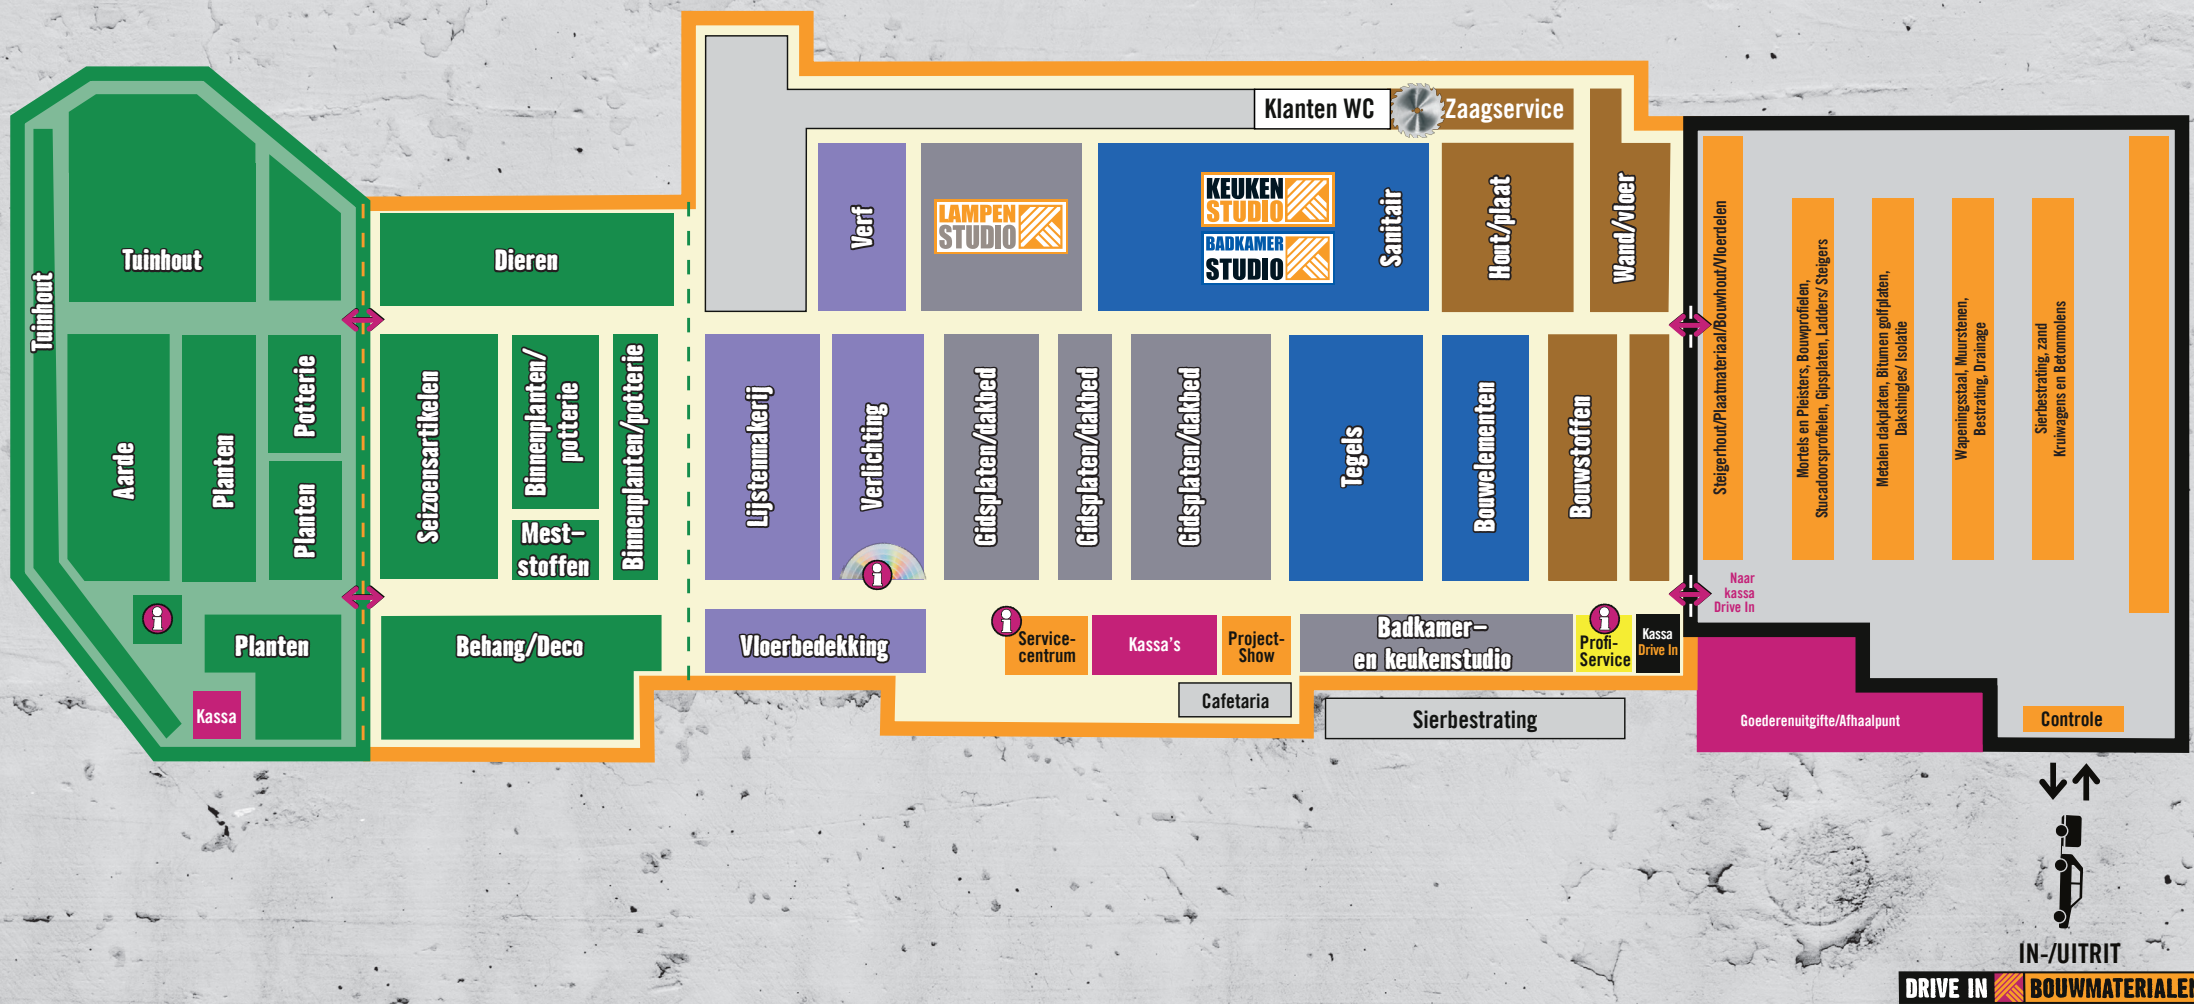 Klanten WC
Zaagservice
Tuinhout
Tuinhout
Dieren
Verf
LAMPEN
STUDIO
KEUKEN
STUDIO
BADKAMER
STUDIO
Sanitair
Hout/plaat
Wand/vloer
Aarde
Planten
Potterie
Planten
Seizoensartikelen
Binnenplanten/
potterie
Mest-
stoffen
Binnenplanten/potterie
Lijstenmakerij
Verlichting
Gidsplaten/dakbed
Gidsplaten/dakbed
Gidsplaten/dakbed
Tegels
Bouwelementen
Bouwstoffen
Steigerhout/Plaatmateriaal/Bouwhout/Vloerdelen
Mortels en Pleisters, Bouwprofielen,
Stucadoorsprofielen, Gipsplaten, Ladders/ Steigers
Metalen dakplaten, Bitumen golfplaten,
Dakshingles/ Isolatie
Wapeningsstaal, Muurstenen,
Bestrating, Drainage
Sierbestrating, zand
Kruiwagens en Betonmolens
Naar
kassa
Drive In
i
Planten
Kassa
Behang/Deco
Vloerbedekking
i
i
Service-
centrum
Kassa's
Project-
Show
Badkamer-
en keukenstudio
i
Profi-
Service
Kassa
Drive In
Cafetaria
Sierbestrating
Goederenuitgifte/Afhaalpunt
Controle
IN-/UITRIT
DRIVE IN
BOUWMATERIALEN